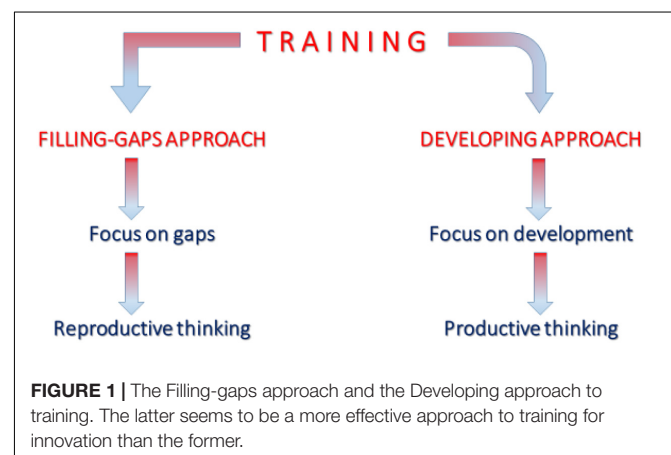 TRAINING
FILLING-GAPS APPROACH
DEVELOPING APPROACH
Focus on gaps
Focus on development
Reproductive thinking
Productive thinking
FIGURE 1 | The Filling-gaps approach and the Developing approach to
training. The latter seems to be a more effective approach to training for
innovation than the former.